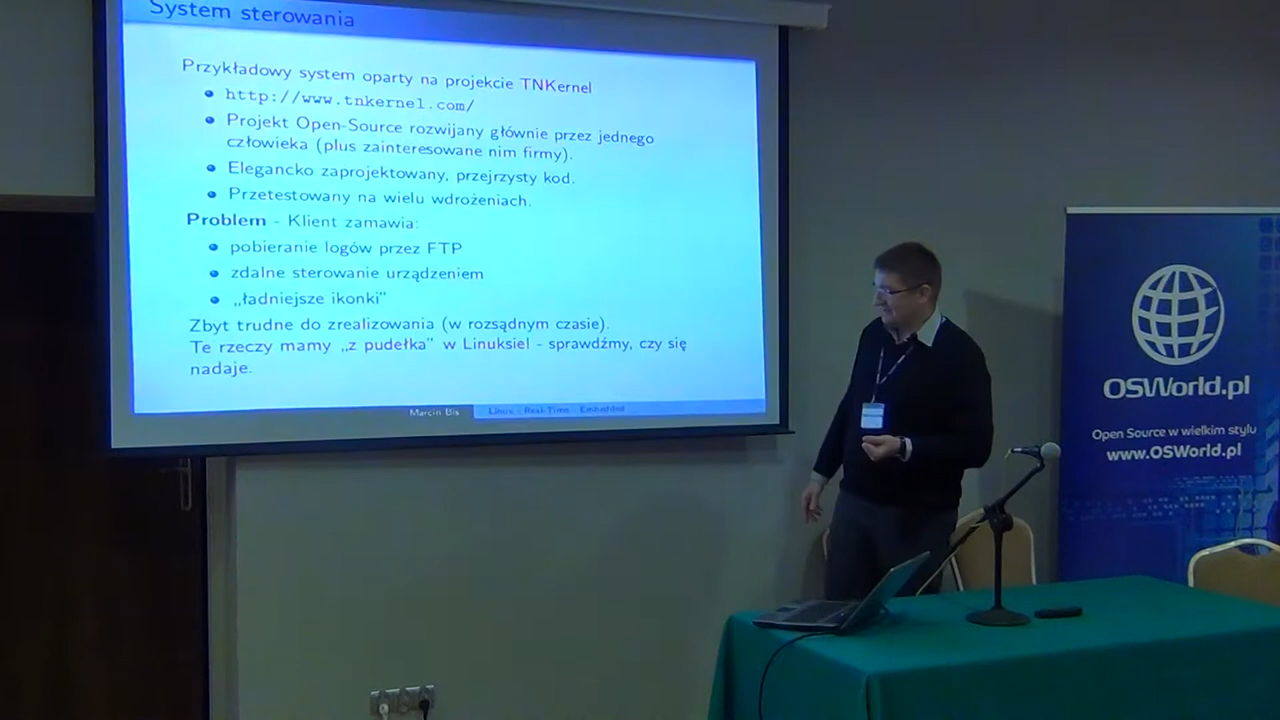 System sterowania
Przykładowy system oparty na projekcie TNKernel
http://www.tnkernel.com/
Projekt Open-Source rozwijany głównie przez jednego
człowieka (plus zainteresowane nim firmy).
Elegancko zaprojektowany, przejrzysty kod.
Przetestowany na wielu wdrożeniach.
Problem - Klient zamawia:
pobieranie logów przez FTP
zdalne sterowanie urządzeniem
„ładniejsze ikonki”
Zbyt trudne do zrealizowania (w rozsądnym czasie).
Te rzeczy mamy „z pudełka” w Linuksie! - sprawdźmy, czy się
nadaje.
Marcin Bis
Linux - Real-Time - Embedded
OSWorld.pl
Open Source w wielkim stylu
www.OSWorld.pl